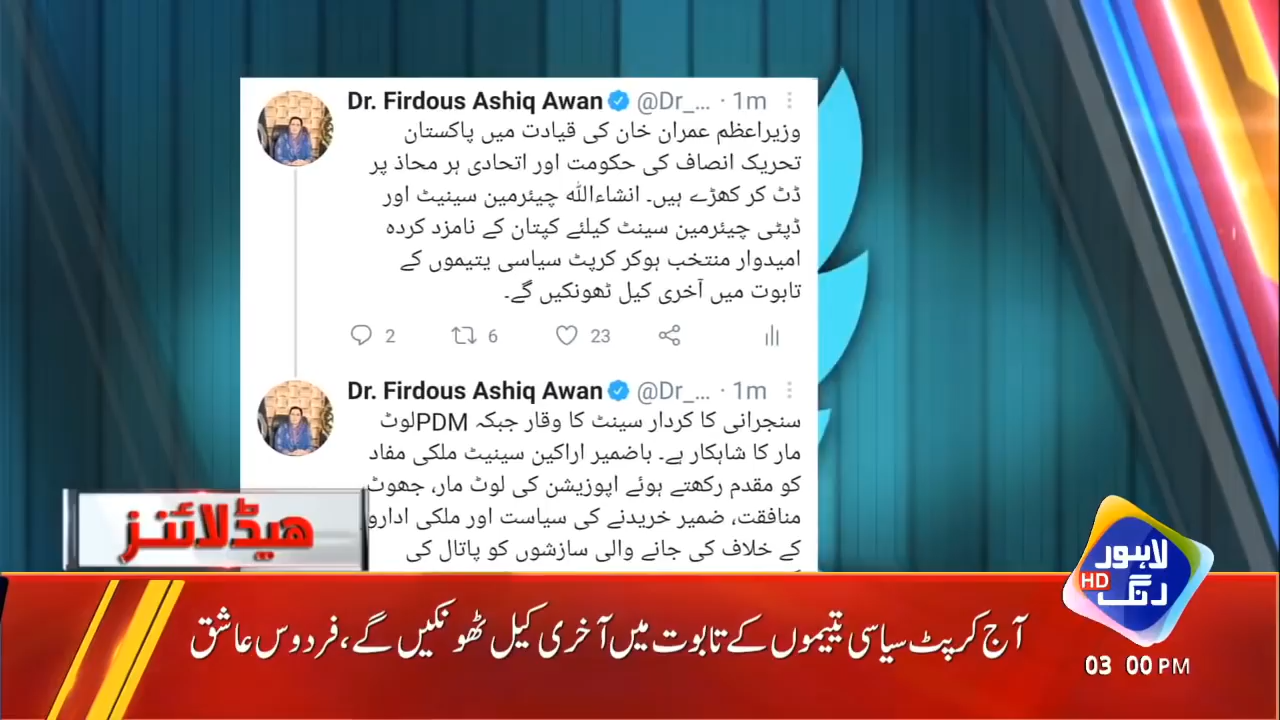 Dr. Firdous Ashiq Awan @Dr_... · 1m
وزیراعظم عمران خان کی قیادت میں پاکستان
تحریک انصاف کی حکومت اور اتحادی ہر محاذ پر
ڈٹ کر کھڑے ہیں۔ انشاءاللہ چیئرمین سینیٹ اور
ڈپٹی چیئرمین سینٹ کیلئے کپتان کے نامزد کردہ
امیدوار منتخب ہوکر کرپٹ سیاسی یتیموں کے
تابوت میں آخری کیل ٹھونکیں گے۔
2 6 23
Dr. Firdous Ashiq Awan @Dr_... · 1m
سنجرانی کا کردار سینٹ کا وقار جبکہ PDMلوٹ
مار کا شاہکار ہے۔ باضمیر اراکین سینیٹ ملکی مفاد
کو مقدم رکھتے ہوئے اپوزیشن کی لوٹ مار، جھوٹ
منافقت، ضمیر خریدنے کی سیاست اور ملکی ادارو
کے خلاف کی جانے والی سازشوں کو پاتال کی
ھیڈلائنز
لاہور
رنگ
HD
آج کرپٹ سیاسی یتیموں کے تابوت میں آخری کیل ٹھونکیں گے، فردوس عاشق
03 00 PM